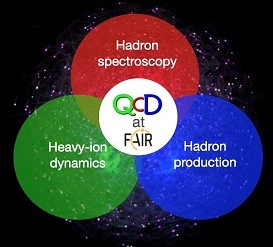 Hadron
spectroscopy
QcD
at
FAIR
Heavy-ion
dynamics
Hadron
production